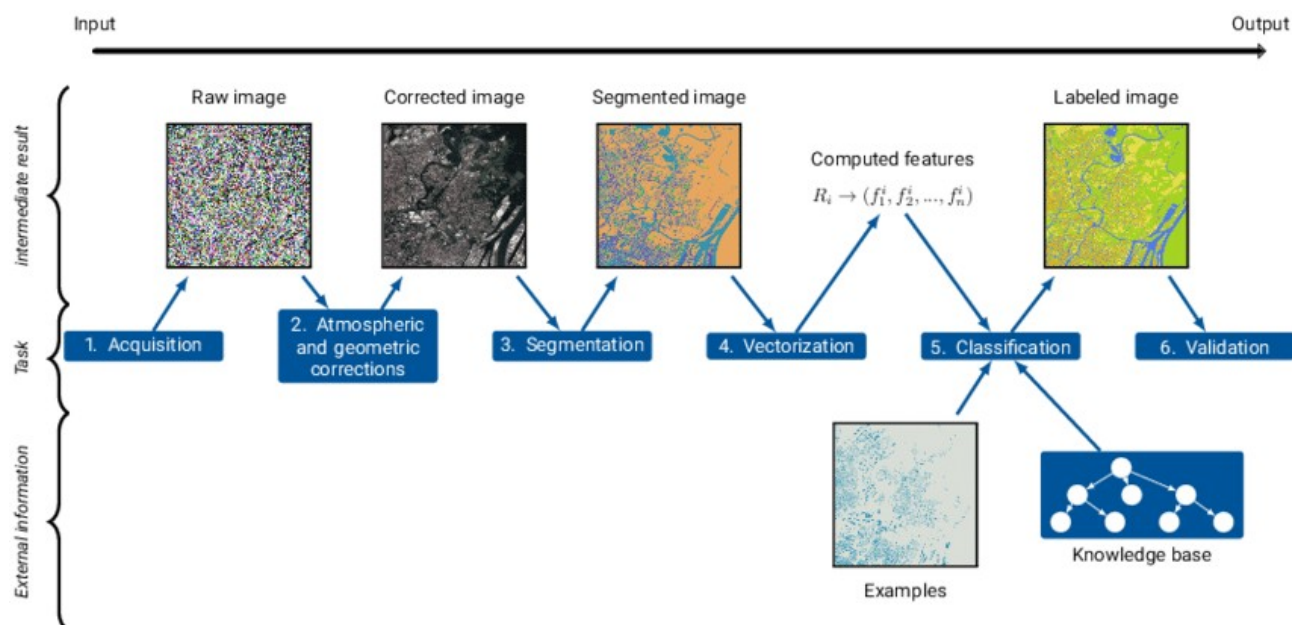 Input
Output
Raw image
Corrected image
Segmented image
Labeled image
Computed features
R_i → (f_1^i, f_2^i, ..., f_n^i)
intermediate result
1. Acquisition
2. Atmospheric
and geometric
corrections
3. Segmentation
4. Vectorization
5. Classification
6. Validation
Task
External information
Examples
Knowledge base